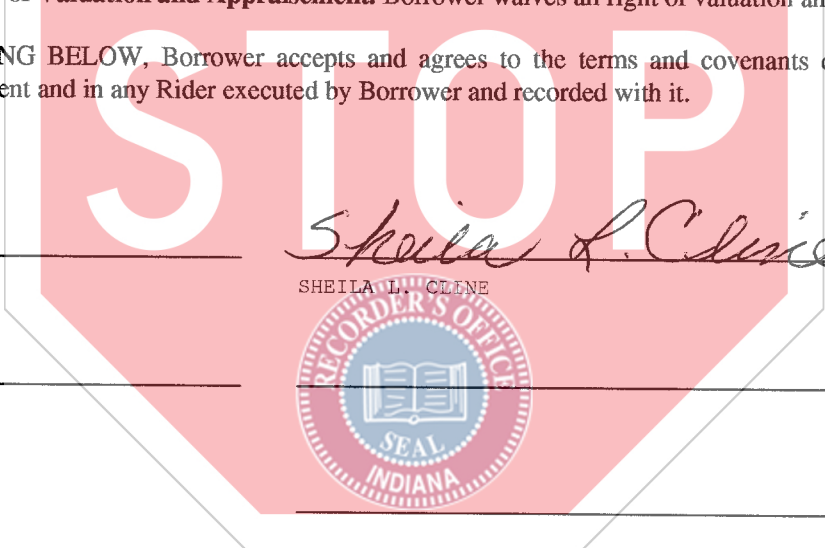 of Valuation and Appraisement. Borrower waives all right of valuation an
NG BELOW, Borrower accepts and agrees to the terms and covenants
ent and in any Rider executed by Borrower and recorded with it.
STOP
Sheila L. Cline
SHEILA L. CLINE
RECORDER'S OFFICE
SEAL
INDIANA